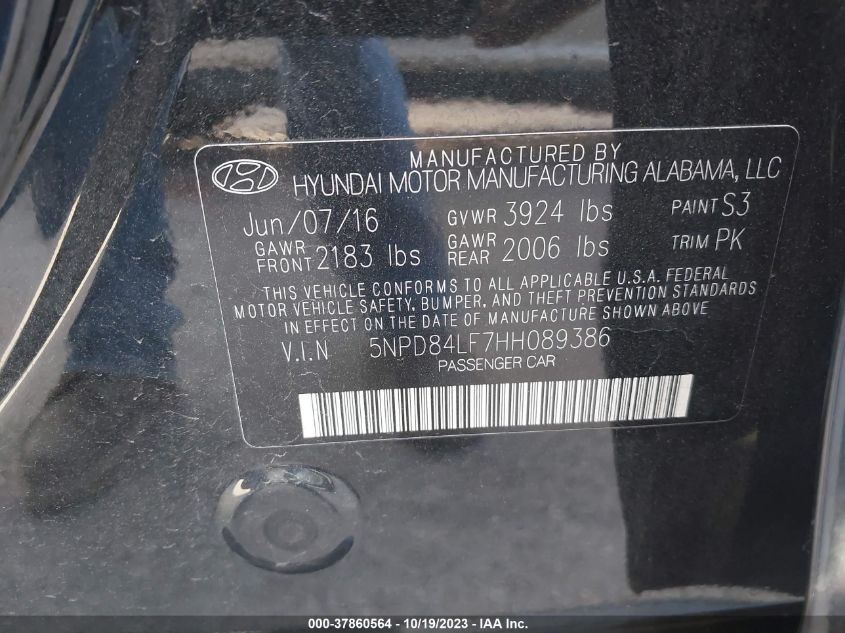 MANUFACTURED BY
HYUNDAI MOTOR MANUFACTURING ALABAMA, LLC
Jun/07/16 GVWR 3924 lbs PAINT S3
GAWR FRONT 2183 lbs GAWR REAR 2006 lbs TRIM PK
THIS VEHICLE CONFORMS TO ALL APPLICABLE U.S.A. FEDERAL
MOTOR VEHICLE SAFETY, BUMPER, AND THEFT PREVENTION STANDARDS
IN EFFECT ON THE DATE OF MANUFACTURE SHOWN ABOVE
V.I.N 5NPD84LF7HH089386
PASSENGER CAR
000-37860564 - 10/19/2023 - IAA Inc.